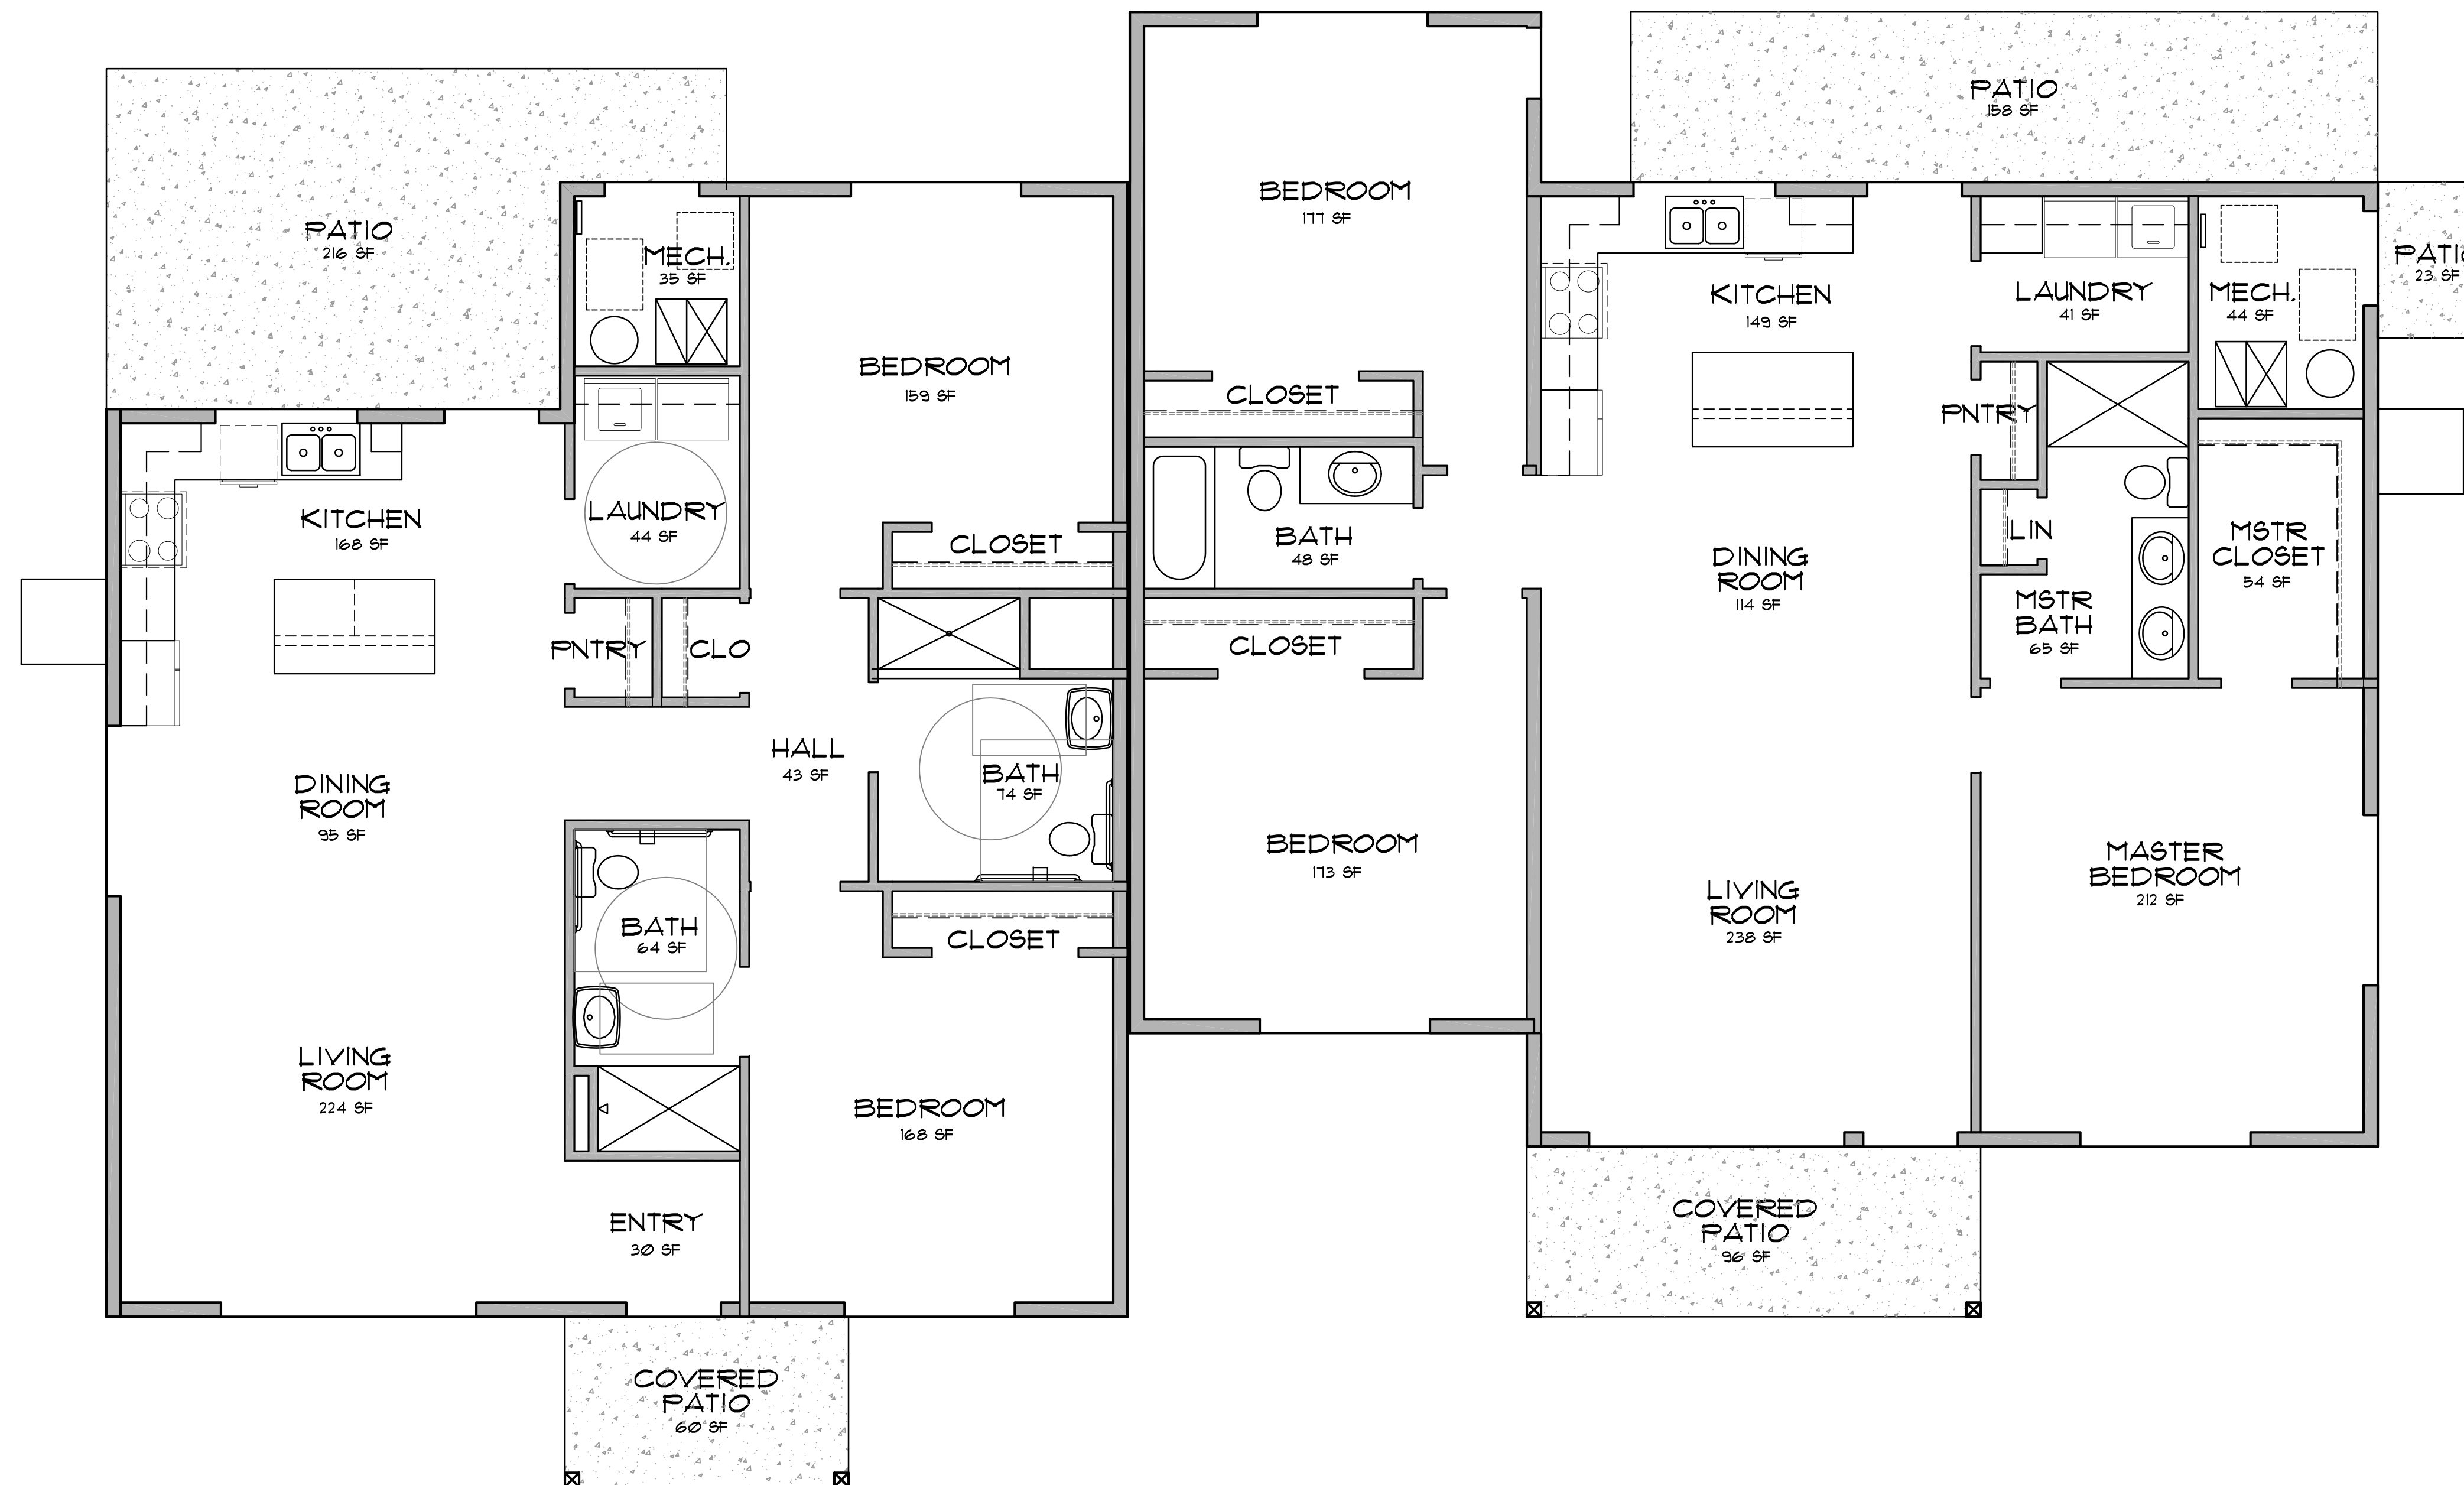 PATIO
216 SF
MECH.
35 SF
BEDROOM
159 SF
KITCHEN
168 SF
LAUNDRY
44 SF
CLOSET
PNTRY
CLO
HALL
43 SF
BATH
74 SF
DINING
ROOM
95 SF
BATH
64 SF
CLOSET
LIVING
ROOM
224 SF
BEDROOM
168 SF
ENTRY
30 SF
COVERED
PATIO
60 SF
BEDROOM
177 SF
CLOSET
BATH
48 SF
CLOSET
BEDROOM
173 SF
PATIO
158 SF
KITCHEN
149 SF
LAUNDRY
41 SF
MECH.
44 SF
PATIO
23 SF
PNTRY
LIN
DINING
ROOM
114 SF
MSTR
BATH
65 SF
MSTR
CLOSET
54 SF
LIVING
ROOM
238 SF
MASTER
BEDROOM
212 SF
COVERED
PATIO
96 SF